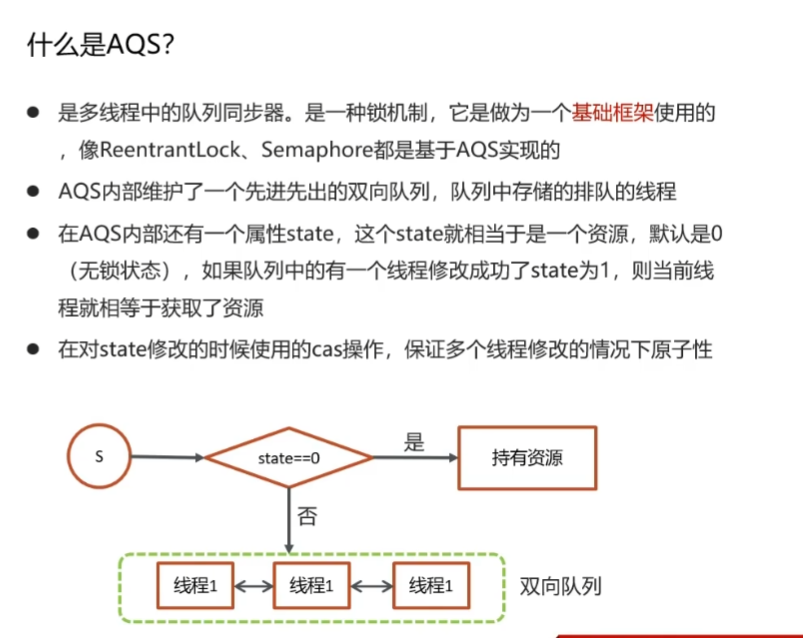 什么是AQS?
● 是多线程中的队列同步器。是一种锁机制，它是做为一个基础框架使用的
，像ReentrantLock、Semaphore都是基于AQS实现的
● AQS内部维护了一个先进先出的双向队列，队列中存储的排队的线程
● 在AQS内部还有一个属性state，这个state就相当于是一个资源，默认是0
（无锁状态），如果队列中的有一个线程修改成功了state为1，则当前线
程就相等于获取了资源
● 在对state修改的时候使用的cas操作，保证多个线程修改的情况下原子性
S
state==0
是
持有资源
否
线程1
线程1
线程1
双向队列